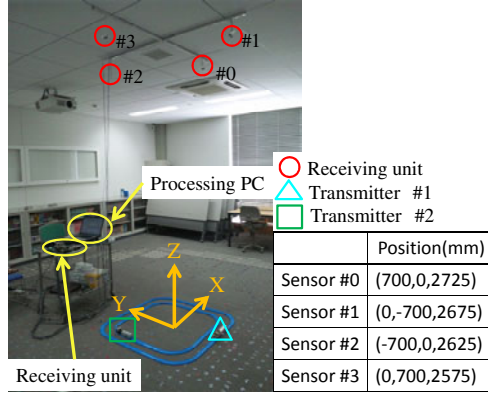 #3
#1
#0
#2
Processing PC
Receiving unit
Transmitter #1
Transmitter #2
Z
X
Y
Position(mm)
Sensor #0 (700,0,2725)
Sensor #1 (0,-700,2675)
Sensor #2 (-700,0,2625)
Sensor #3 (0,700,2575)
Receiving unit